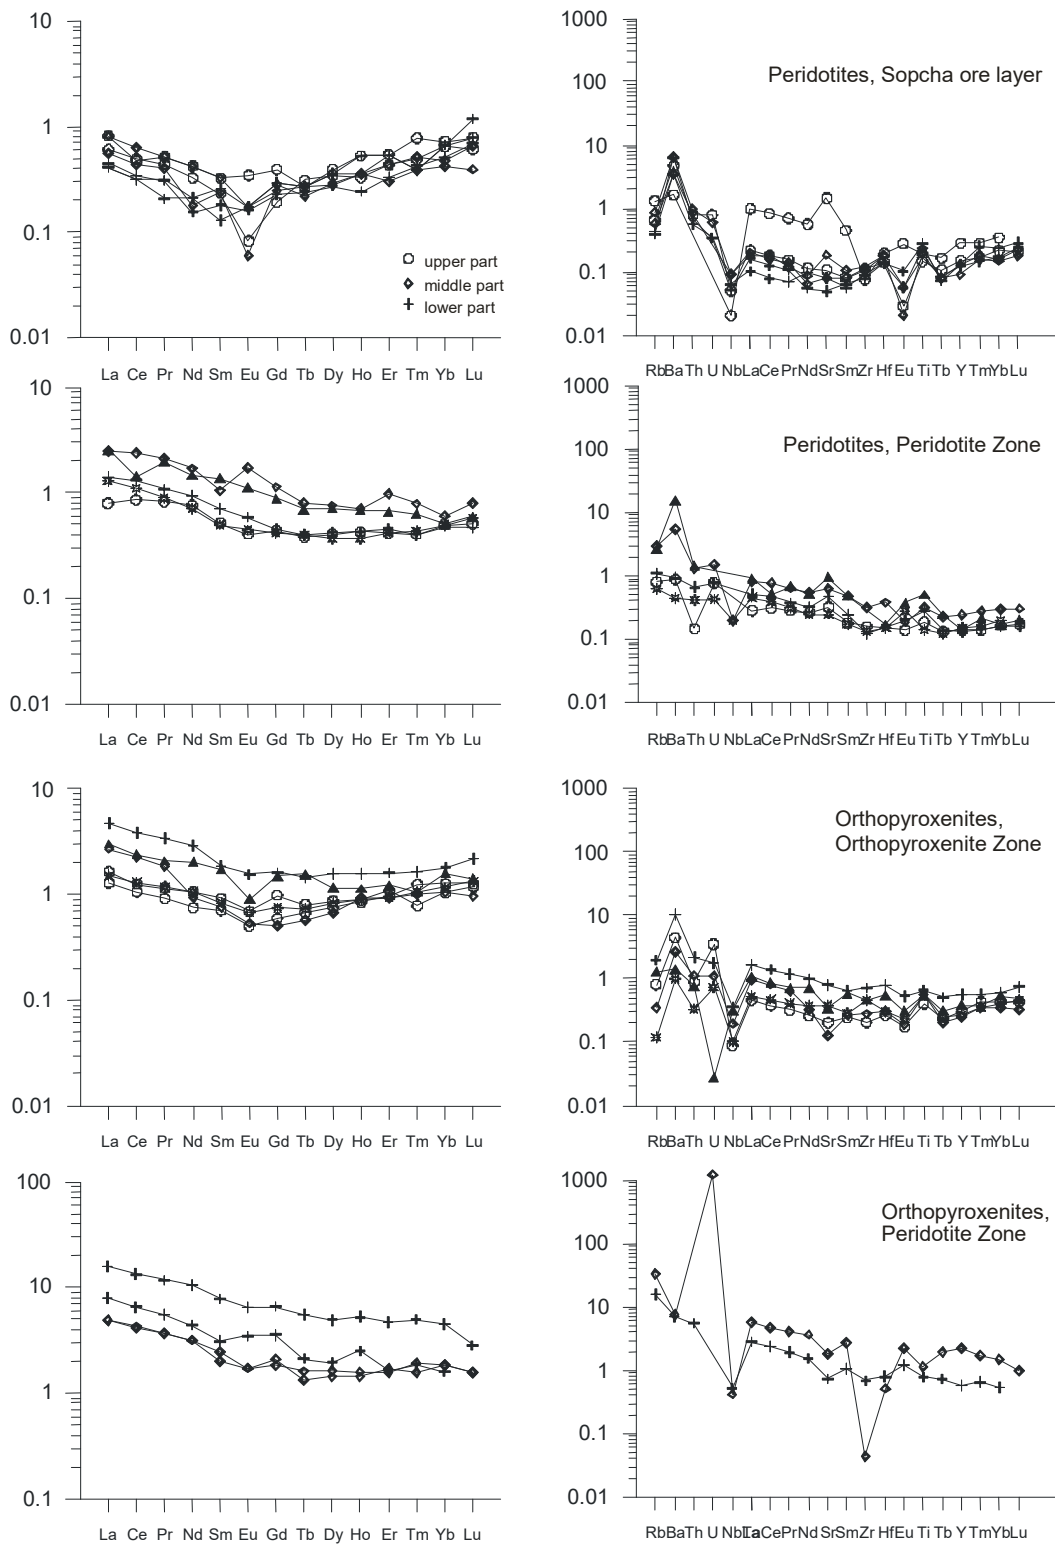 10
1
0.1
0.01
upper part
middle part
lower part
La Ce Pr Nd Sm Eu Gd Tb Dy Ho Er Tm Yb Lu
1000
100
10
1
0.1
0.01
Peridotites, Sopcha ore layer
Rb Ba Th U Nb La Ce Pr Nd Sr Sm Zr Hf Eu Ti Tb Y Tm Yb Lu
10
1
0.1
0.01
La Ce Pr Nd Sm Eu Gd Tb Dy Ho Er Tm Yb Lu
1000
100
10
1
0.1
0.01
Peridotites, Peridotite Zone
Rb Ba Th U Nb La Ce Pr Nd Sr Sm Zr Hf Eu Ti Tb Y Tm Yb Lu
10
1
0.1
0.01
La Ce Pr Nd Sm Eu Gd Tb Dy Ho Er Tm Yb Lu
1000
100
10
1
0.1
0.01
Orthopyroxenites,
Orthopyroxenite Zone
Rb Ba Th U Nb La Ce Pr Nd Sr Sm Zr Hf Eu Ti Tb Y Tm Yb Lu
100
10
1
0.1
La Ce Pr Nd Sm Eu Gd Tb Dy Ho Er Tm Yb Lu
1000
100
10
1
0.1
0.01
Orthopyroxenites,
Peridotite Zone
Rb Ba Th U Nb La Ce Pr Nd Sr Sm Zr Hf Eu Ti Tb Y Tm Yb Lu